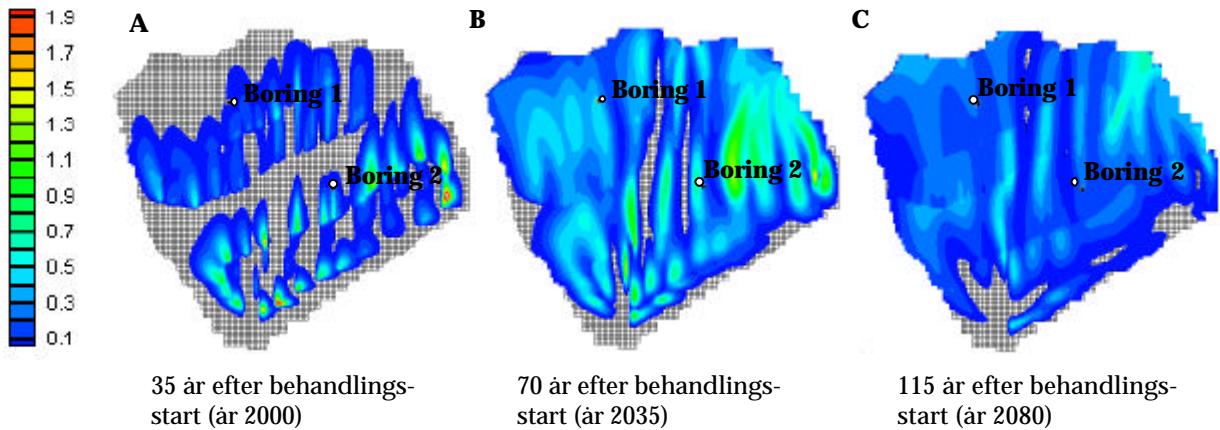 1.9
1.7
1.5
1.3
1.1
0.9
0.7
0.5
0.3
0.1
A
Boring 1
Boring 2
B
Boring 1
Boring 2
C
Boring 1
Boring 2
35 år efter behandlings-
start (år 2000)
70 år efter behandlings-
start (år 2035)
115 år efter behandlings-
start (år 2080)